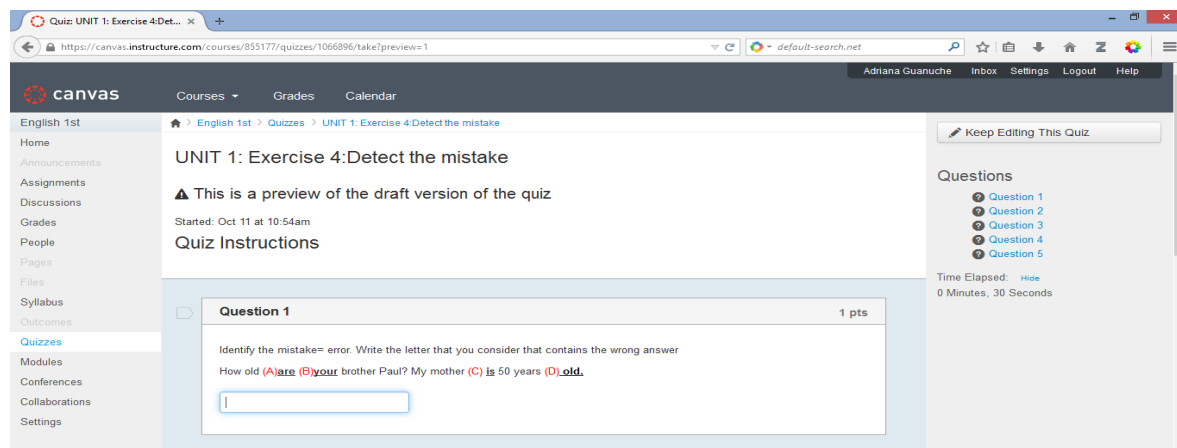 Quiz: UNIT 1: Exercise 4:Det... × +
https://canvas.instructure.com/courses/855177/quizzes/1066896/take?preview=1 default-search.net
Adriana Guanuche Inbox Settings Logout Help
canvas Courses Grades Calendar
English 1st
Home
Announcements
Assignments
Discussions
Grades
People
Pages
Files
Syllabus
Outcomes
Quizzes
Modules
Conferences
Collaborations
Settings
English 1st > Quizzes > UNIT 1: Exercise 4:Detect the mistake
UNIT 1: Exercise 4:Detect the mistake
This is a preview of the draft version of the quiz
Started: Oct 11 at 10:54am
Quiz Instructions
Question 1 1 pts
Identify the mistake= error. Write the letter that you consider that contains the wrong answer
How old (A)are (B)your brother Paul? My mother (C) is 50 years (D) old.
Keep Editing This Quiz
Questions
Question 1
Question 2
Question 3
Question 4
Question 5
Time Elapsed: Hide
0 Minutes, 30 Seconds